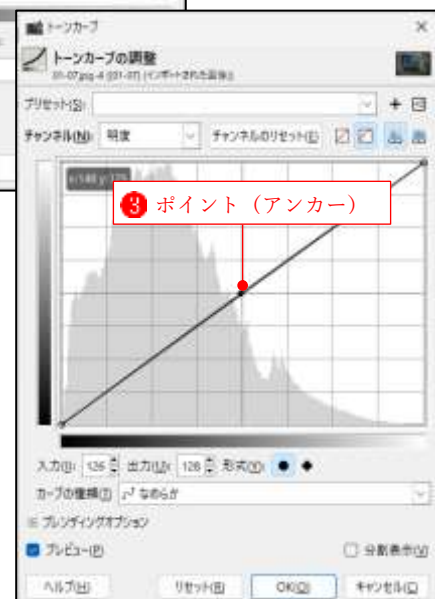 トーンカーブ
トーンカーブの調整
プリセット(S):
チャンネル(N): 明度 チャンネルのリセット(E)
3 ポイント（アンカー）
入力(I): 126 出力(U): 128 形式(Y):
カーブの種類(T) なめらか
ブレンディングオプション
プレビュー(P) 分割表示(V)
ヘルプ(H) リセット(R) OK(O) キャンセル(C)